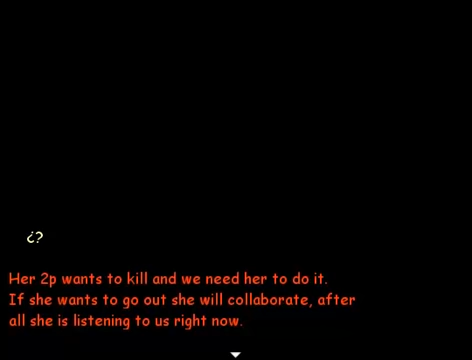 ¿?
Her 2p wants to kill and we need her to do it.
If she wants to go out she will collaborate, after
all she is listening to us right now.